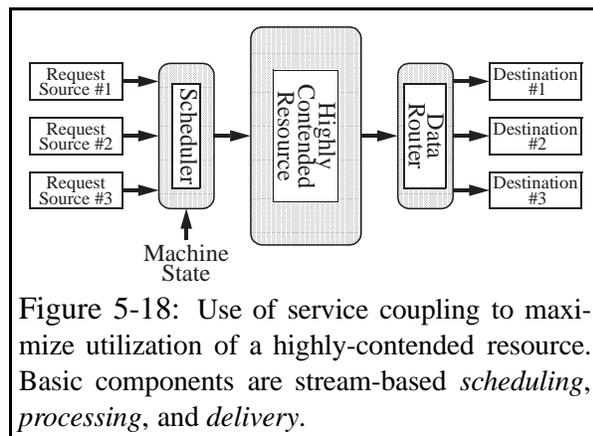 Request
Source #1
Request
Source #2
Request
Source #3
Scheduler
Machine
State
Highly
Contended
Resource
Data
Router
Destination
#1
Destination
#2
Destination
#3
Figure 5-18: Use of service coupling to maxi-
mize utilization of a highly-contended resource.
Basic components are stream-based scheduling,
processing, and delivery.